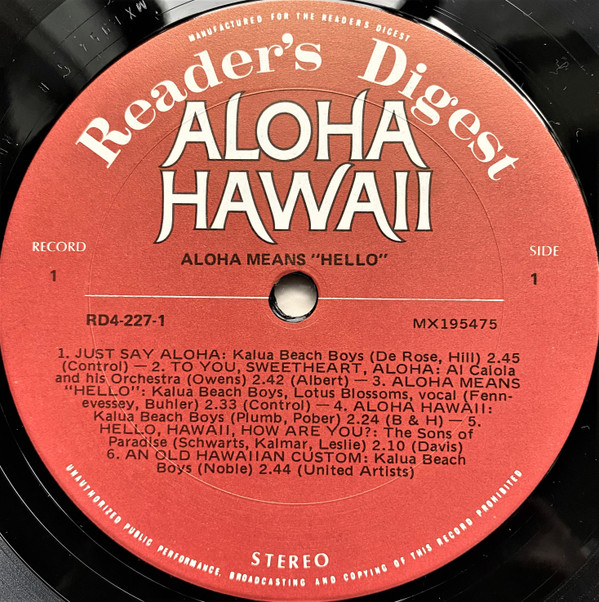 MANUFACTURED FOR THE READER'S DIGEST
Reader's Digest
ALOHA
HAWAII
ALOHA MEANS "HELLO"
RECORD
1
SIDE
1
RD4-227-1
MX195475
1. JUST SAY ALOHA: Kalua Beach Boys (De Rose, Hill) 2.45
(Control) — 2. TO YOU, SWEETHEART, ALOHA: Al Caiola
and his Orchestra (Owens) 2.42 (Albert) — 3. ALOHA MEANS
"HELLO": Kalua Beach Boys, Lotus Blossoms, vocal (Fenn-
evessey, Buhler) 2.33 (Control) — 4. ALOHA HAWAII:
Kalua Beach Boys (Plumb, Pober) 2.24 (B & H) — 5.
HELLO, HAWAII, HOW ARE YOU?: The Sons of
Paradise (Schwarts, Kalmar, Leslie) 2.10 (Davis)
6. AN OLD HAWAIIAN CUSTOM: Kalua Beach
Boys (Noble) 2.44 (United Artists)
STEREO
UNAUTHORIZED PUBLIC PERFORMANCE, BROADCASTING AND COPYING OF THIS RECORD PROHIBITED